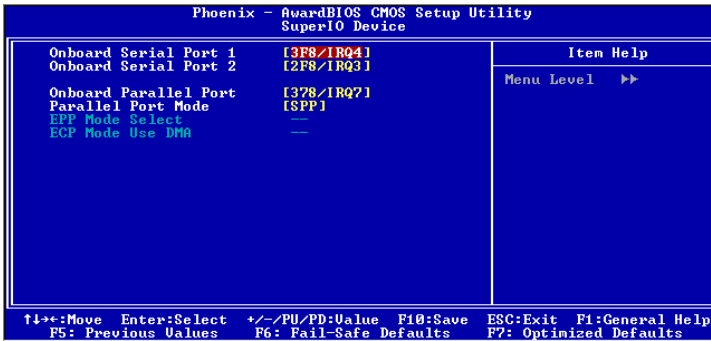 Phoenix - AwardBIOS CMOS Setup Utility
SuperIO Device
Onboard Serial Port 1 [3F8/IRQ4]
Onboard Serial Port 2 [2F8/IRQ3]
Onboard Parallel Port [378/IRQ7]
Parallel Port Mode [SPP]
EPP Mode Select --
ECP Mode Use DMA --
Item Help
Menu Level ▶▶
↑↓→←:Move Enter:Select +/-/PU/PD:Value F10:Save ESC:Exit F1:General Help
F5: Previous Values F6: Fail-Safe Defaults F7: Optimized Defaults